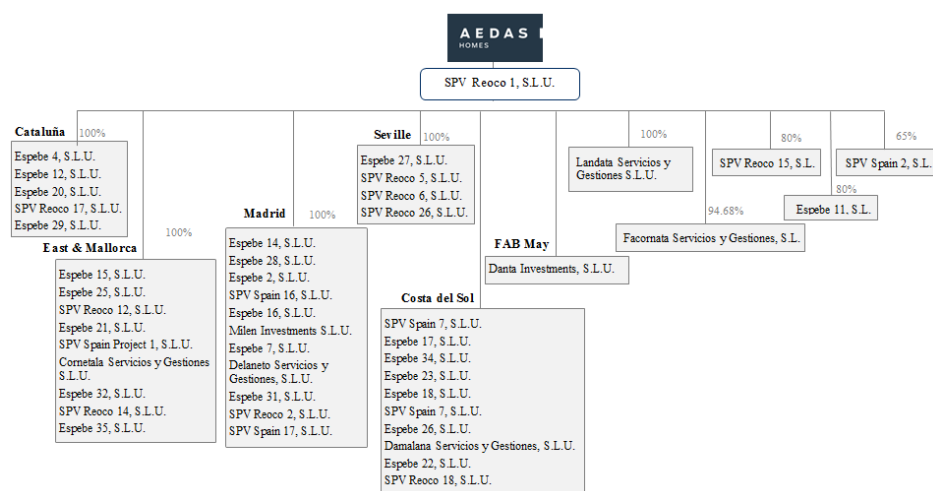 AEDAS
HOMES
SPV Reoco 1, S.L.U.
Cataluña
100%
Espebe 4, S.L.U.
Espebe 12, S.L.U.
Espebe 20, S.L.U.
SPV Reoco 17, S.L.U.
Espebe 29, S.L.U.
East & Mallorca
100%
Espebe 15, S.L.U.
Espebe 25, S.L.U.
SPV Reoco 12, S.L.U.
Espebe 21, S.L.U.
SPV Spain Project 1, S.L.U.
Cornetala Servicios y Gestiones
S.L.U.
Espebe 32, S.L.U.
SPV Reoco 14, S.L.U.
Espebe 35, S.L.U.
Madrid
100%
Espebe 14, S.L.U.
Espebe 28, S.L.U.
Espebe 2, S.L.U.
SPV Spain 16, S.L.U.
Espebe 16, S.L.U.
Milen Investments S.L.U.
Espebe 7, S.L.U.
Delaneto Servicios y
Gestiones, S.L.U.
Espebe 31, S.L.U.
SPV Reoco 2, S.L.U.
SPV Spain 17, S.L.U.
Seville
100%
Espebe 27, S.L.U.
SPV Reoco 5, S.L.U.
SPV Reoco 6, S.L.U.
SPV Reoco 26, S.L.U.
Costa del Sol
SPV Spain 7, S.L.U.
Espebe 17, S.L.U.
Espebe 34, S.L.U.
Espebe 23, S.L.U.
Espebe 18, S.L.U.
SPV Spain 7, S.L.U.
Espebe 26, S.L.U.
Damalana Servicios y Gestiones, S.L.U.
Espebe 22, S.L.U.
SPV Reoco 18, S.L.U.
FAB May
Danta Investments, S.L.U.
100%
Landata Servicios y
Gestiones S.L.U.
94.68%
Facornata Servicios y Gestiones, S.L.
80%
SPV Reoco 15, S.L.
80%
Espebe 11. S.L.
65%
SPV Spain 2, S.L.